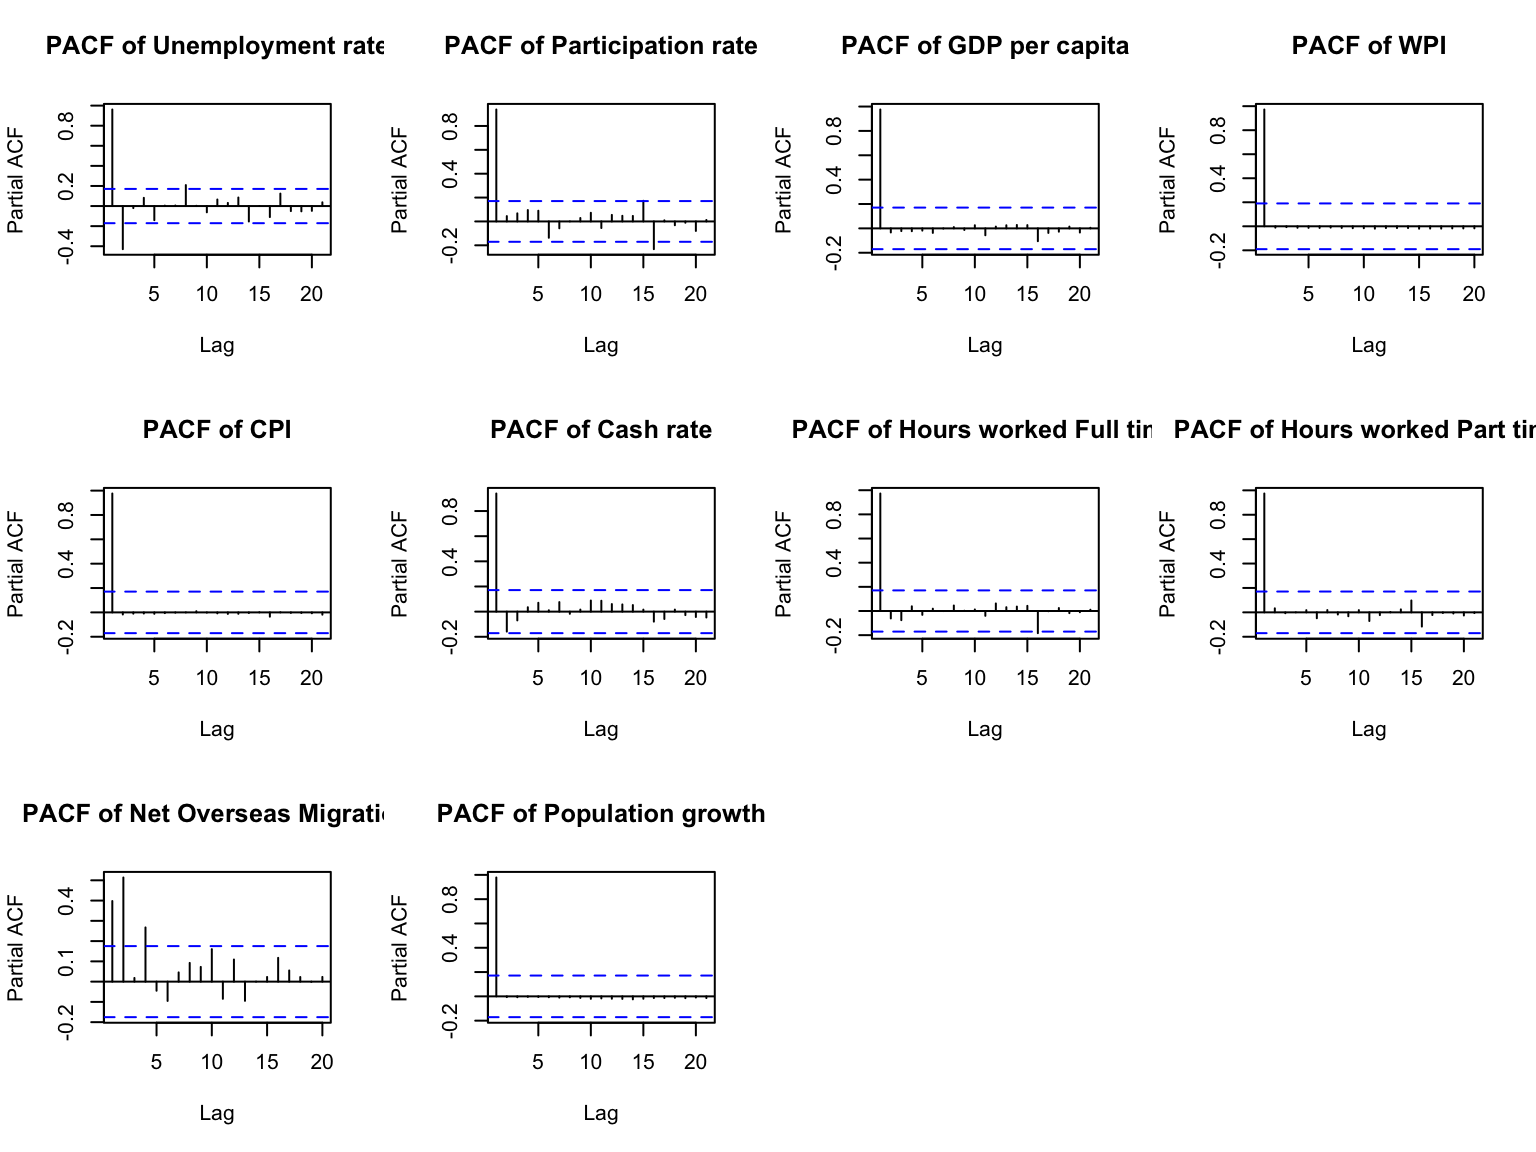 PACF of Unemployment rate
Partial ACF
-0.4 0.2 0.8
5 10 15 20
Lag
PACF of Participation rate
Partial ACF
-0.2 0.4 0.8
5 10 15 20
Lag
PACF of GDP per capita
Partial ACF
-0.2 0.4 0.8
5 10 15 20
Lag
PACF of WPI
Partial ACF
-0.2 0.4 0.8
5 10 15 20
Lag
PACF of CPI
Partial ACF
-0.2 0.4 0.8
5 10 15 20
Lag
PACF of Cash rate
Partial ACF
-0.2 0.4 0.8
5 10 15 20
Lag
PACF of Hours worked Full tin
Partial ACF
-0.2 0.4 0.8
5 10 15 20
Lag
PACF of Hours worked Part tin
Partial ACF
-0.2 0.4 0.8
5 10 15 20
Lag
PACF of Net Overseas Migratio
Partial ACF
-0.2 0.1 0.4
5 10 15 20
Lag
PACF of Population growth
Partial ACF
-0.2 0.4 0.8
5 10 15 20
Lag